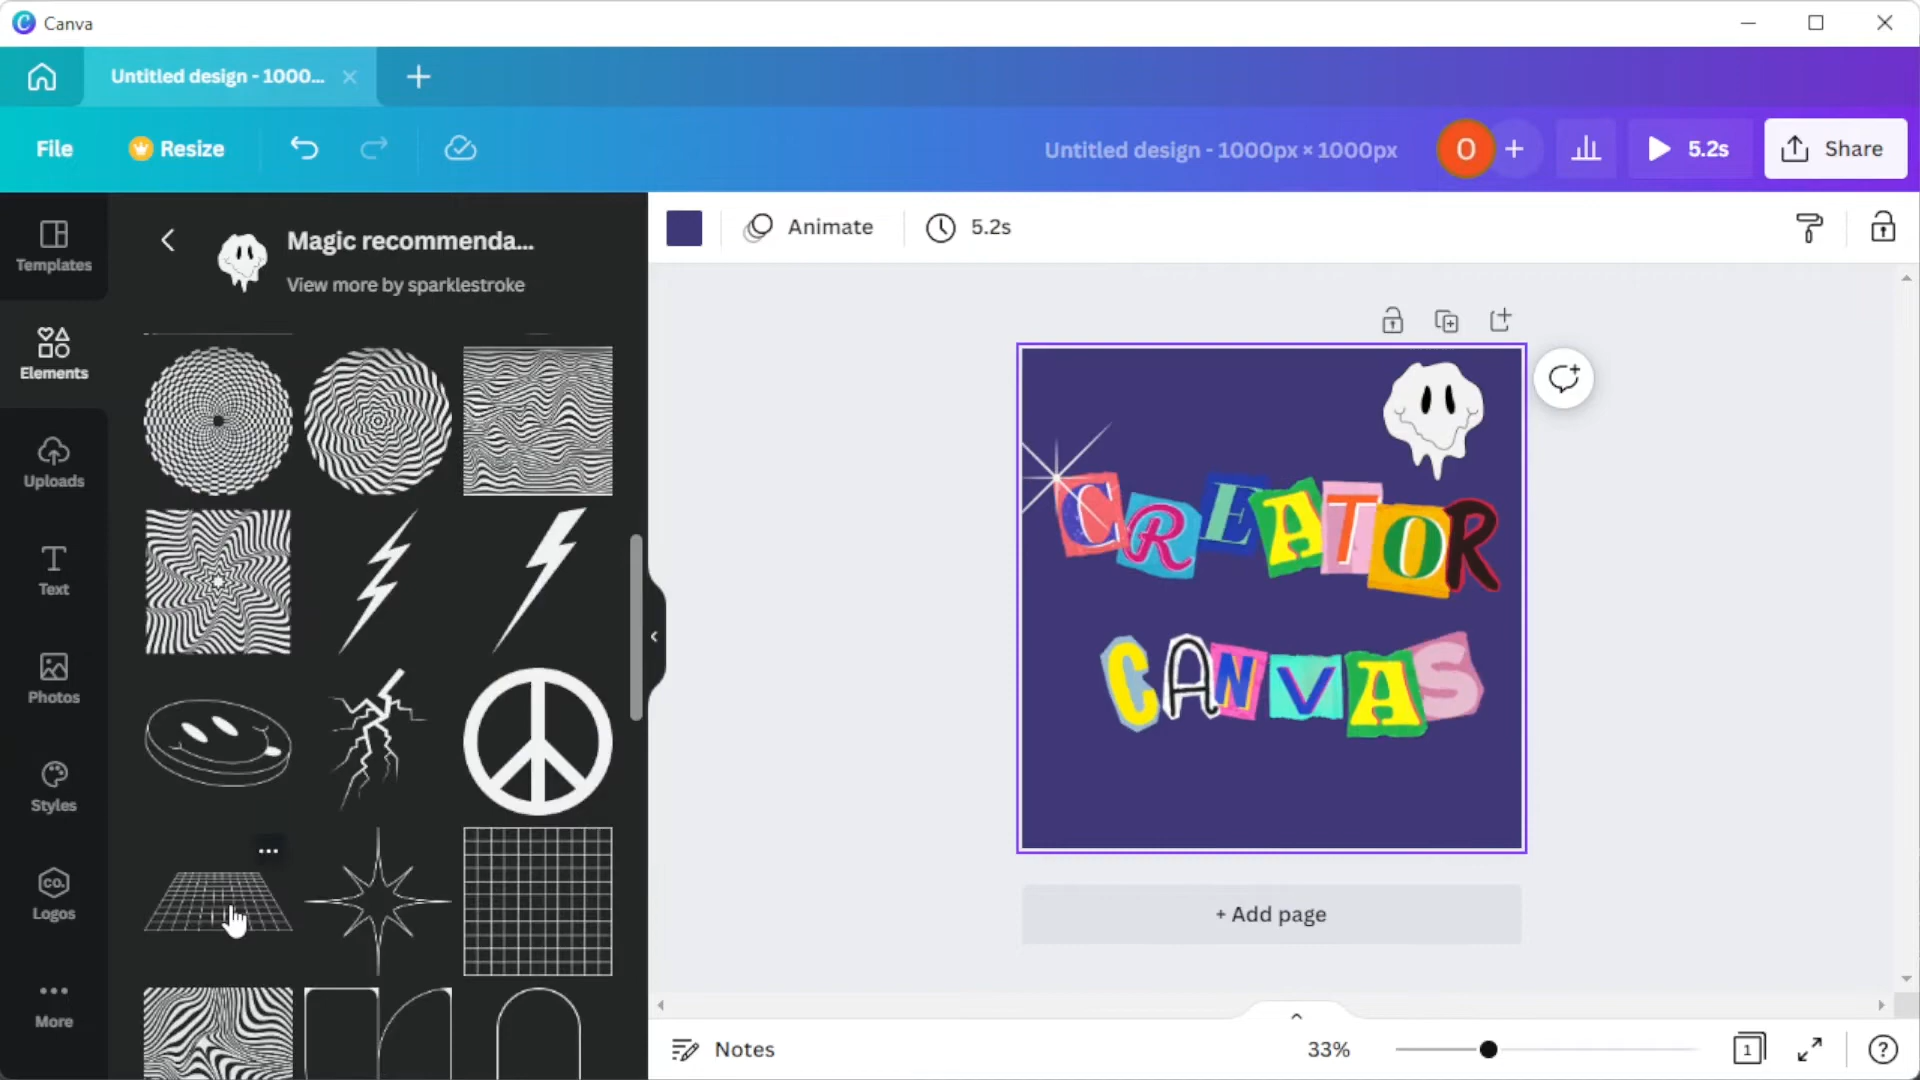 Canva
Untitled design - 1000...
File
Resize
Untitled design - 1000px × 1000px
O
5.2s
Share
Templates
Elements
Uploads
Text
Photos
Styles
CO.
Logos
More
Magic recommenda...
View more by sparklestroke
Animate
5.2s
CREATOR
CANVAS
+ Add page
Notes
33%
1